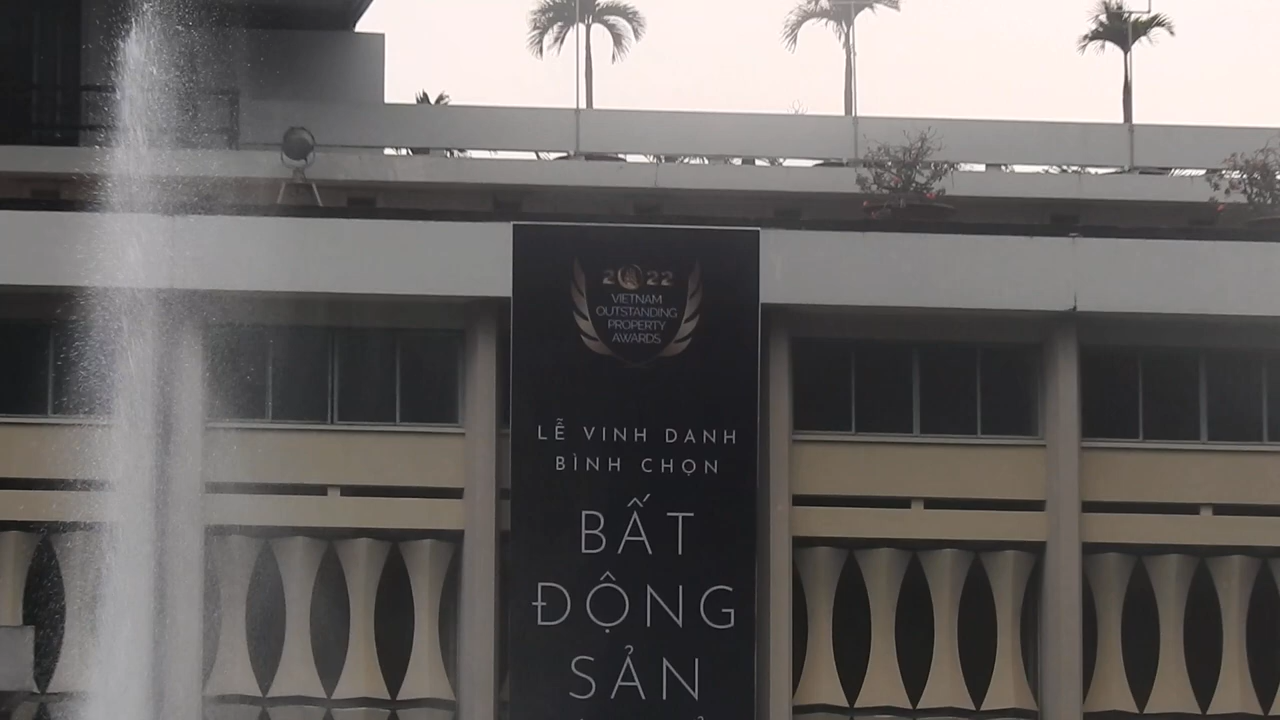 2022
VIETNAM
OUTSTANDING
PROPERTY
AWARDS
LỄ VINH DANH
BÌNH CHỌN
BẤT
ĐỘNG
SẢN